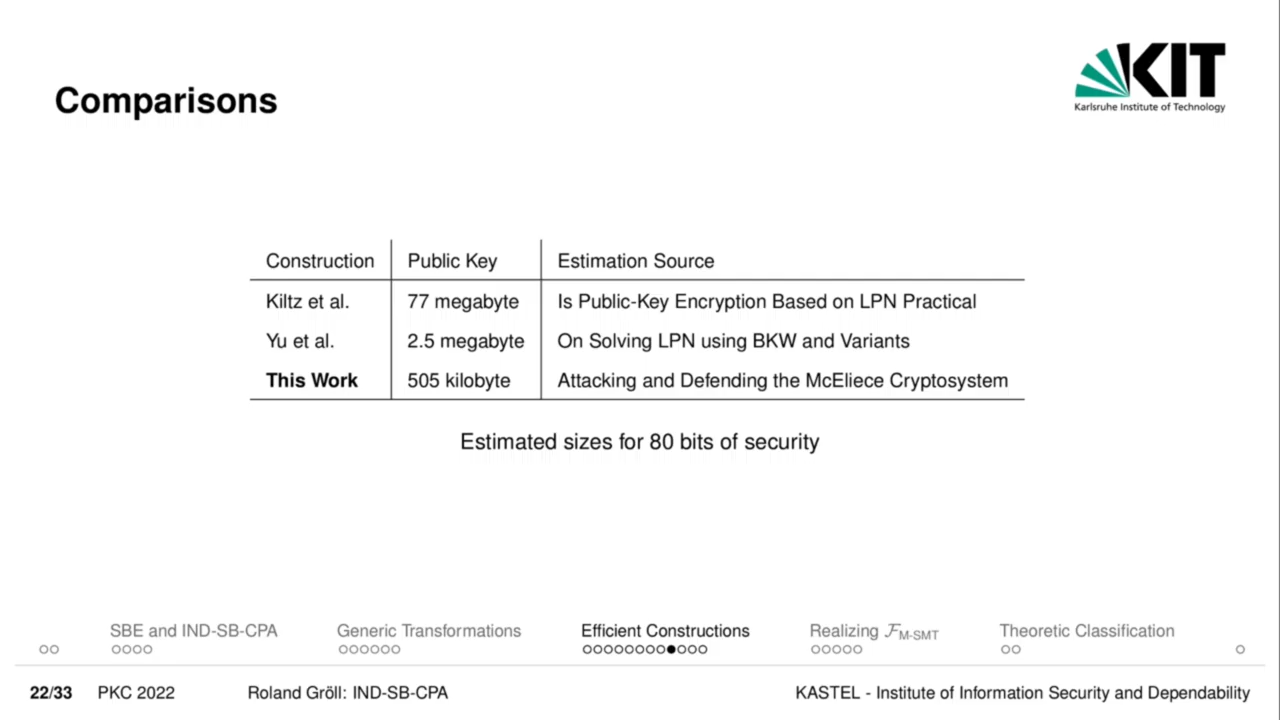 KIT
Karlsruhe Institute of Technology
Comparisons
Construction Public Key Estimation Source
Kiltz et al. 77 megabyte Is Public-Key Encryption Based on LPN Practical
Yu et al. 2.5 megabyte On Solving LPN using BKW and Variants
This Work 505 kilobyte Attacking and Defending the McEliece Cryptosystem
Estimated sizes for 80 bits of security
SBE and IND-SB-CPA Generic Transformations Efficient Constructions Realizing F_M-SMT Theoretic Classification
22/33 PKC 2022 Roland Gröll: IND-SB-CPA KASTEL - Institute of Information Security and Dependability